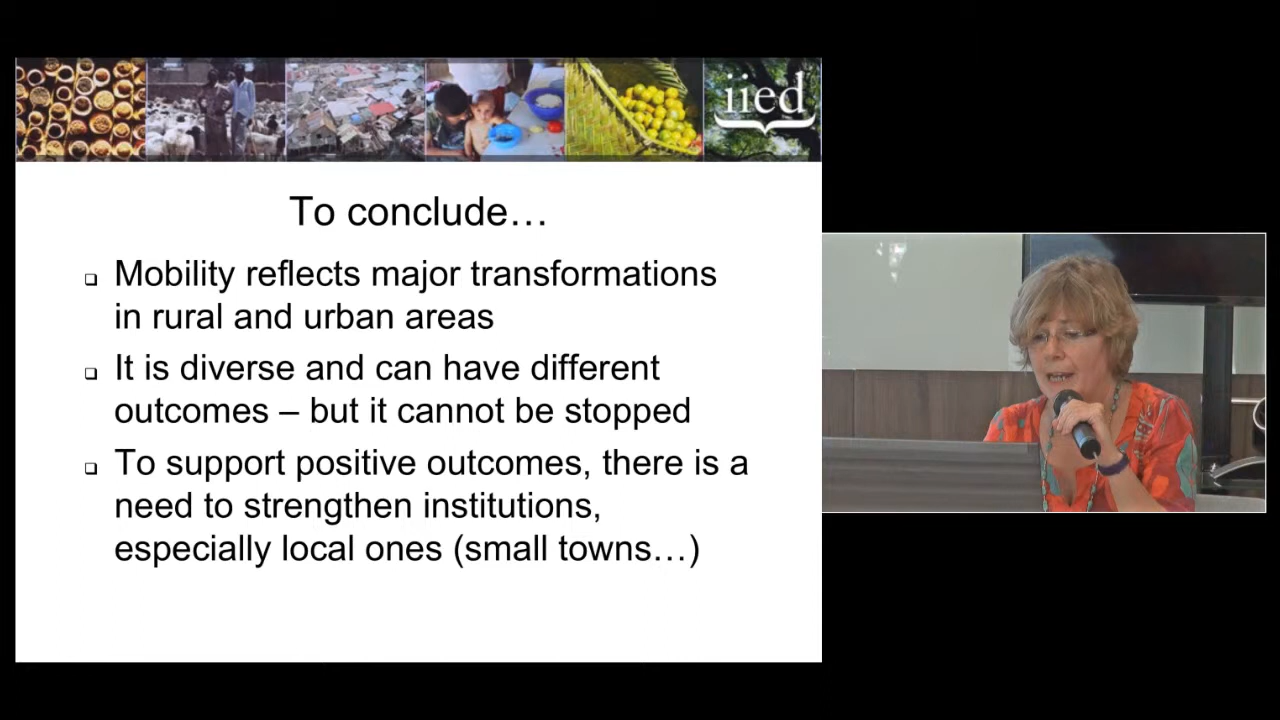 iied
To conclude…
Mobility reflects major transformations
in rural and urban areas
It is diverse and can have different
outcomes – but it cannot be stopped
To support positive outcomes, there is a
need to strengthen institutions,
especially local ones (small towns…)